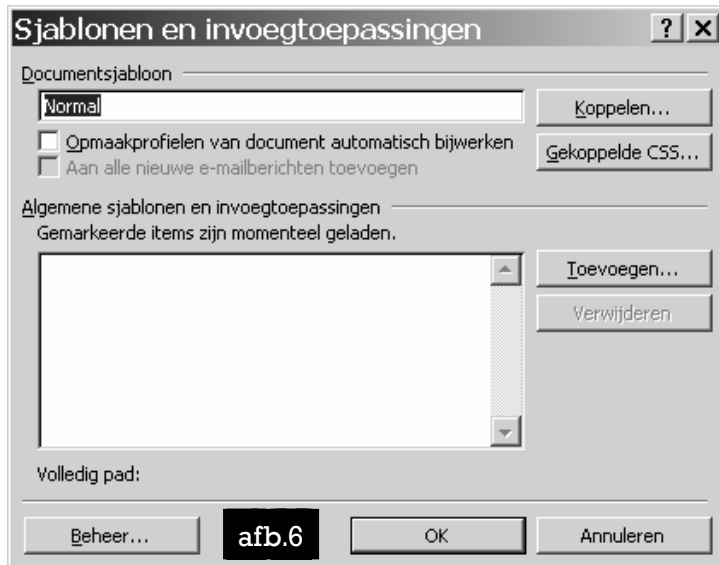 Sjablonen en invoegtoepassingen ? X
Documentsjabloon
Normal
Koppelen...
Opmaakprofielen van document automatisch bijwerken
Gekoppelde CSS...
Aan alle nieuwe e-mailberichten toevoegen
Algemene sjablonen en invoegtoepassingen
Gemarkeerde items zijn momenteel geladen.
Toevoegen...
Verwijderen
Volledig pad:
Beheer... afb.6 OK Annuleren